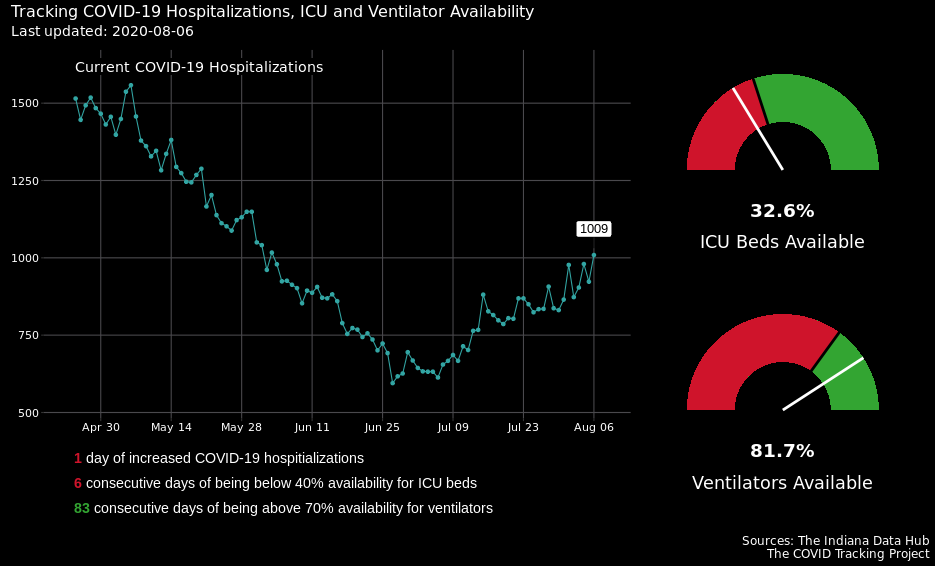 Tracking COVID-19 Hospitalizations, ICU and Ventilator Availability
Last updated: 2020-08-06
Current COVID-19 Hospitalizations
1500
1250
1000
750
500
1009
Apr 30
May 14
May 28
Jun 11
Jun 25
Jul 09
Jul 23
Aug 06
32.6%
ICU Beds Available
81.7%
Ventilators Available
1 day of increased COVID-19 hospitializations
6 consecutive days of being below 40% availability for ICU beds
83 consecutive days of being above 70% availability for ventilators
Sources: The Indiana Data Hub
The COVID Tracking Project